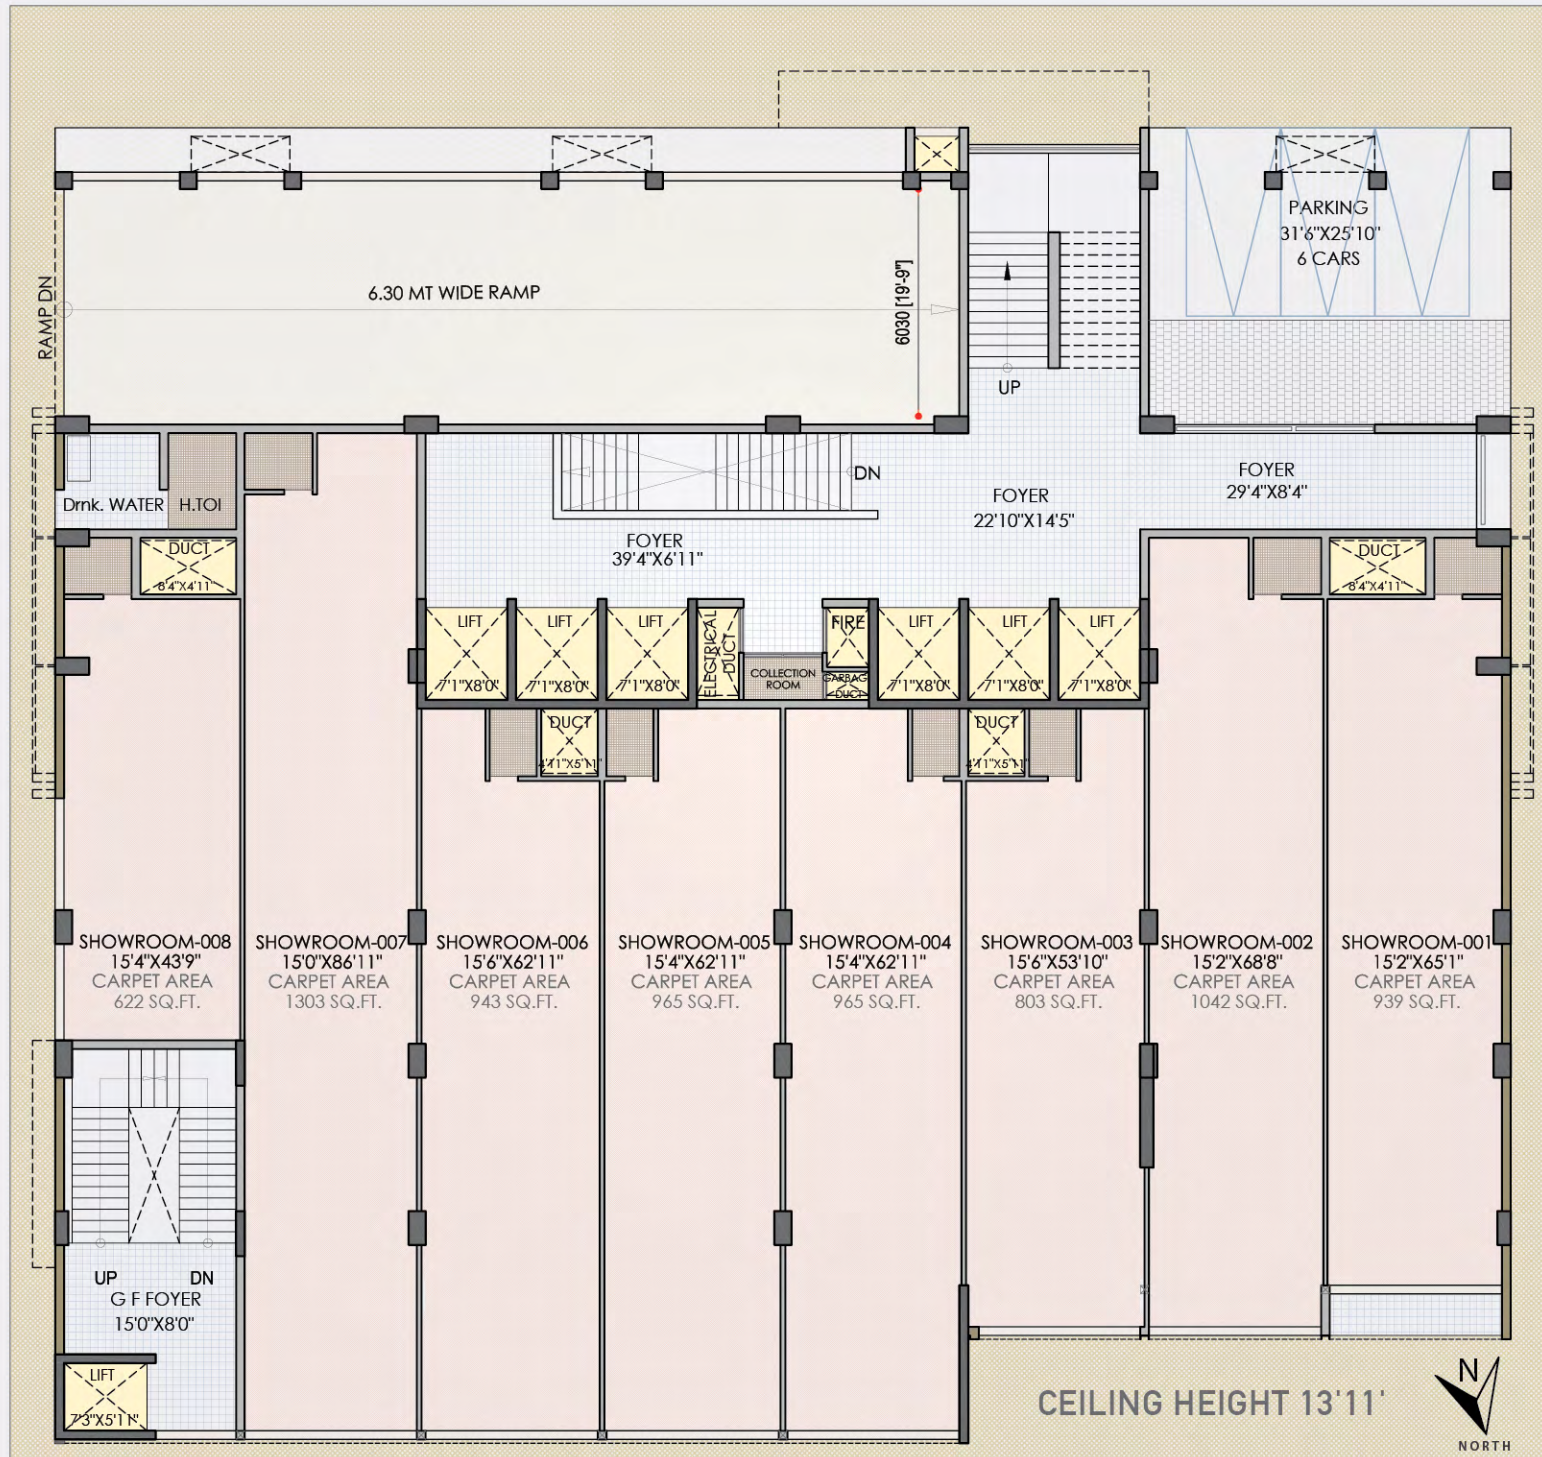 PARKING
31'6"X25'10"
6 CARS
6.30 MT WIDE RAMP
RAMP DN
6030 [19'-9"]
UP
Drnk. WATER
H.TOI
DN
FOYER
39'4"X6'11"
FOYER
22'10"X14'5"
FOYER
29'4"X8'4"
DUCT
8'4"X4'11"
DUCT
8'4"X4'11"
LIFT
7'1"X8'0"
LIFT
7'1"X8'0"
LIFT
7'1"X8'0"
ELECTRICAL
DUCT
COLLECTION
ROOM
FIRE
GARBAG
DUCT
LIFT
7'1"X8'0"
LIFT
7'1"X8'0"
LIFT
7'1"X8'0"
DUCT
4'11"X5'11"
DUCT
4'11"X5'11"
SHOWROOM-008
15'4"X43'9"
CARPET AREA
622 SQ.FT.
SHOWROOM-007
15'0"X86'11"
CARPET AREA
1303 SQ.FT.
SHOWROOM-006
15'6"X62'11"
CARPET AREA
943 SQ.FT.
SHOWROOM-005
15'4"X62'11"
CARPET AREA
965 SQ.FT.
SHOWROOM-004
15'4"X62'11"
CARPET AREA
965 SQ.FT.
SHOWROOM-003
15'6"X53'10"
CARPET AREA
803 SQ.FT.
SHOWROOM-002
15'2"X68'8"
CARPET AREA
1042 SQ.FT.
SHOWROOM-001
15'2"X65'1"
CARPET AREA
939 SQ.FT.
UP DN
G F FOYER
15'0"X8'0"
LIFT
7'3"X5'11"
CEILING HEIGHT 13'11'
N
NORTH